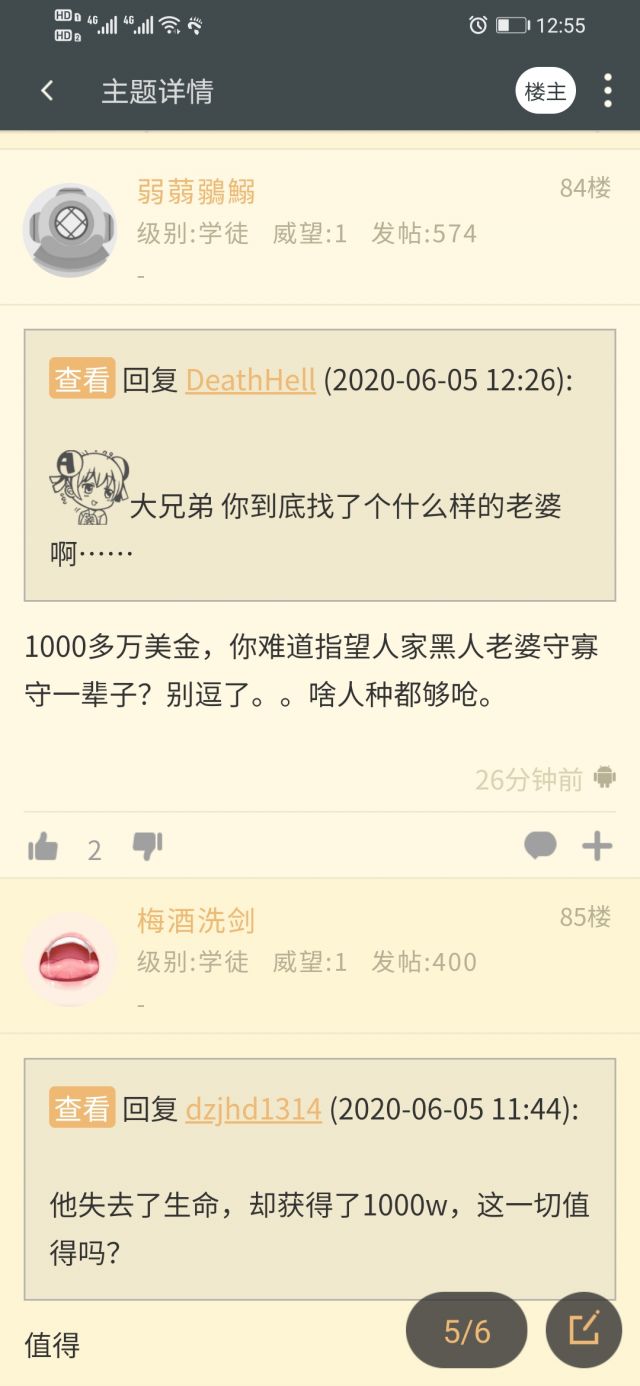 HD 1 4G 4G 12:55
HD 2
主题详情 楼主
弱蒻鶸鰯 84楼
级别:学徒 威望:1 发帖:574
-
查看 回复 DeathHell (2020-06-05 12:26):
大兄弟 你到底找了个什么样的老婆
啊……
1000多万美金，你难道指望人家黑人老婆守寡
守一辈子？别逗了。。啥人种都够呛。
26分钟前
2
梅酒洗剑 85楼
级别:学徒 威望:1 发帖:400
-
查看 回复 dzjhd1314 (2020-06-05 11:44):
他失去了生命，却获得了1000w，这一切值
得吗？
值得
5/6